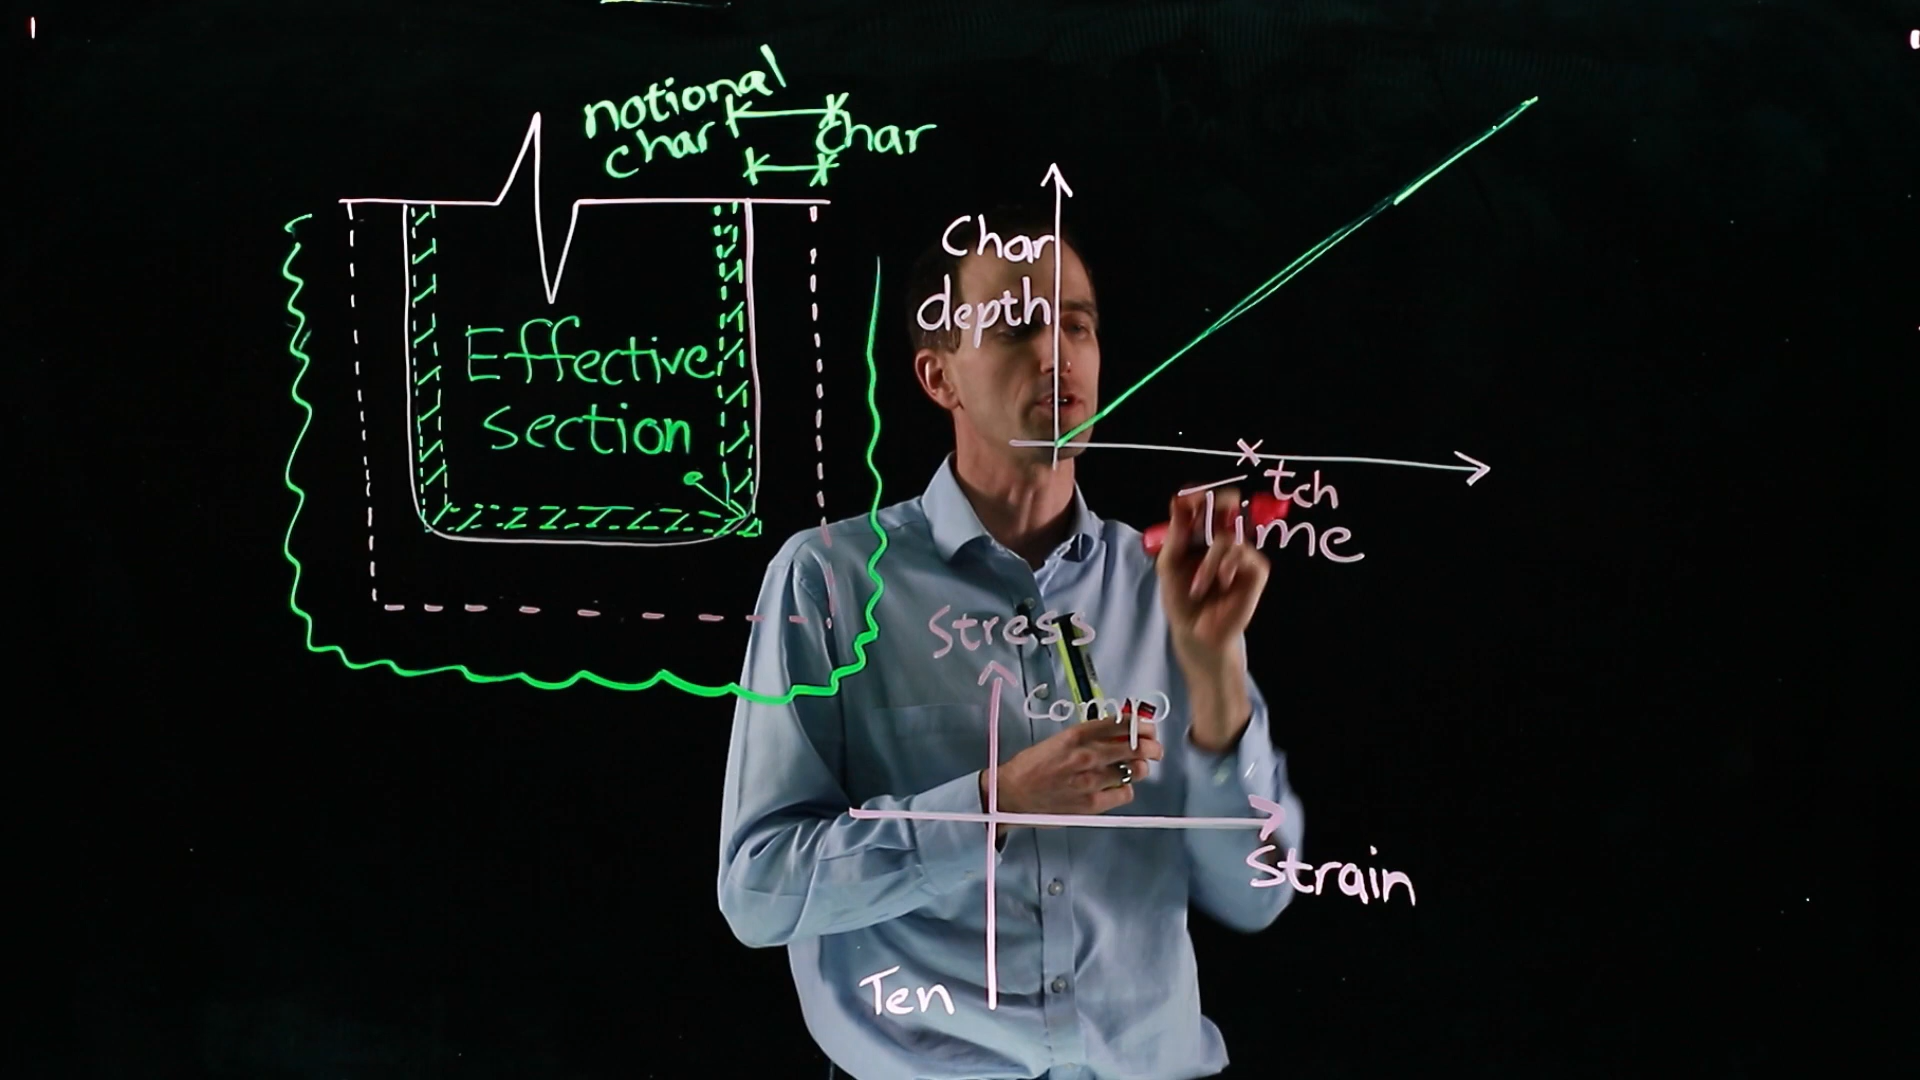 notional
char
char
Effective
section
Char
depth
tch
Time
Stress
Comp
Strain
Ten